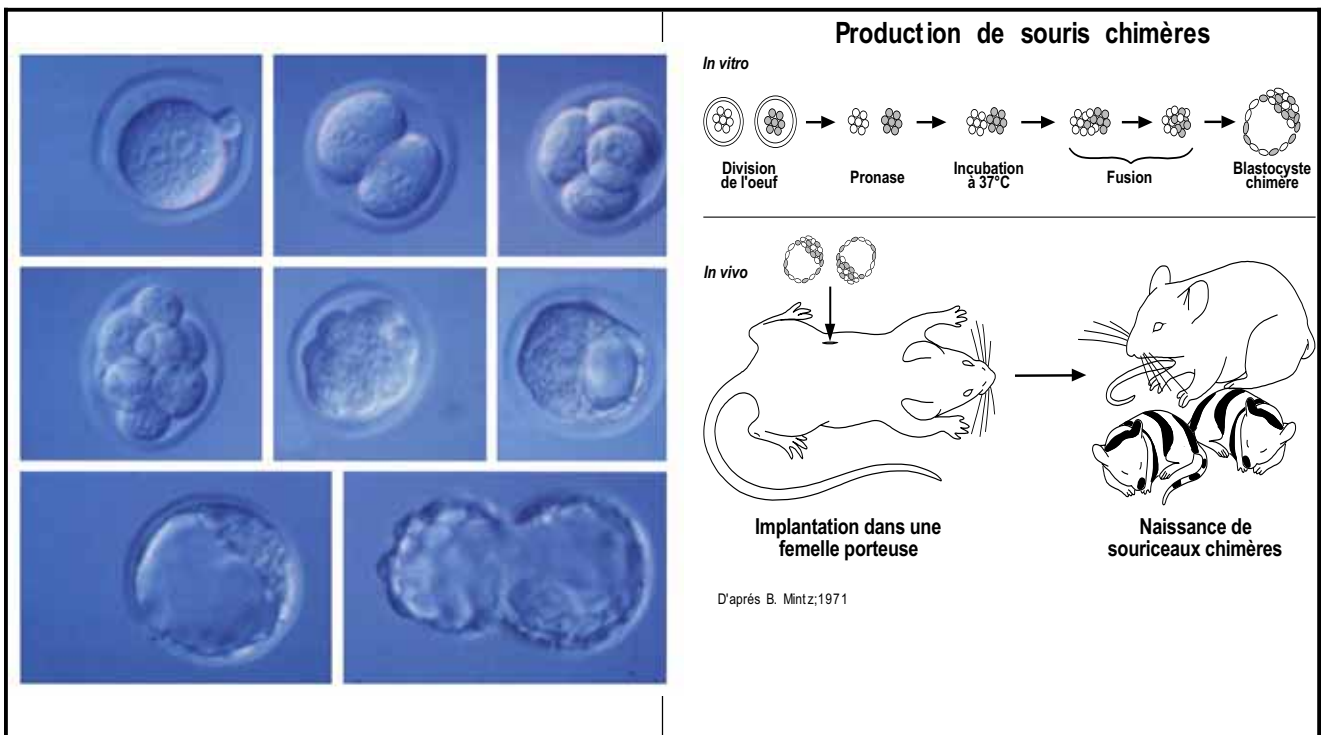 Production de souris chimères
In vitro
Division
de l'oeuf
Pronase
Incubation
à 37°C
Fusion
Blastocyste
chimère
In vivo
Implantation dans une
femelle porteuse
Naissance de
souriceaux chimères
D'aprés B. Mintz;1971